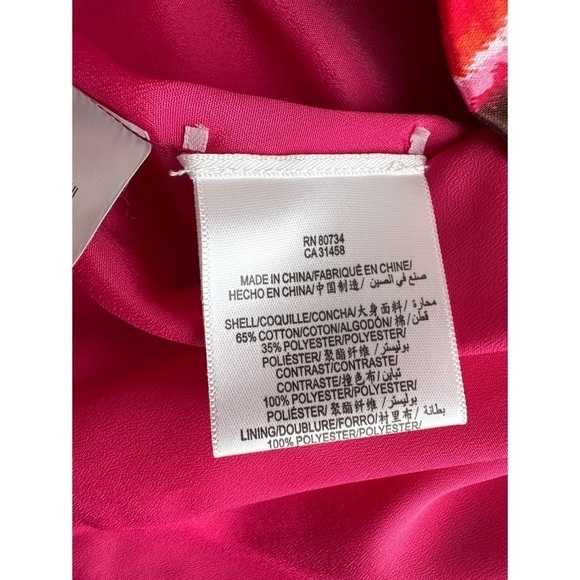 RN 80734
CA 31458
MADE IN CHINA/FABRIQUÉ EN CHINE/
HECHO EN CHINA/中国制造/ صنع في الصين
SHELL/COQUILLE/CONCHA/大身面料/ محارة
65% COTTON/COTON/ALGODÓN/棉/ قطن
35% POLYESTER/POLYESTER/
POLIÉSTER/聚酯纤维/ بوليستر
CONTRAST/CONTRASTE/
CONTRASTE/撞色布/ تباين
100% POLYESTER/POLYESTER/
POLIÉSTER/聚酯纤维/ بوليستر
LINING/DOUBLURE/FORRO/衬里布/ بطانة
100% POLYESTER/POLYESTER/